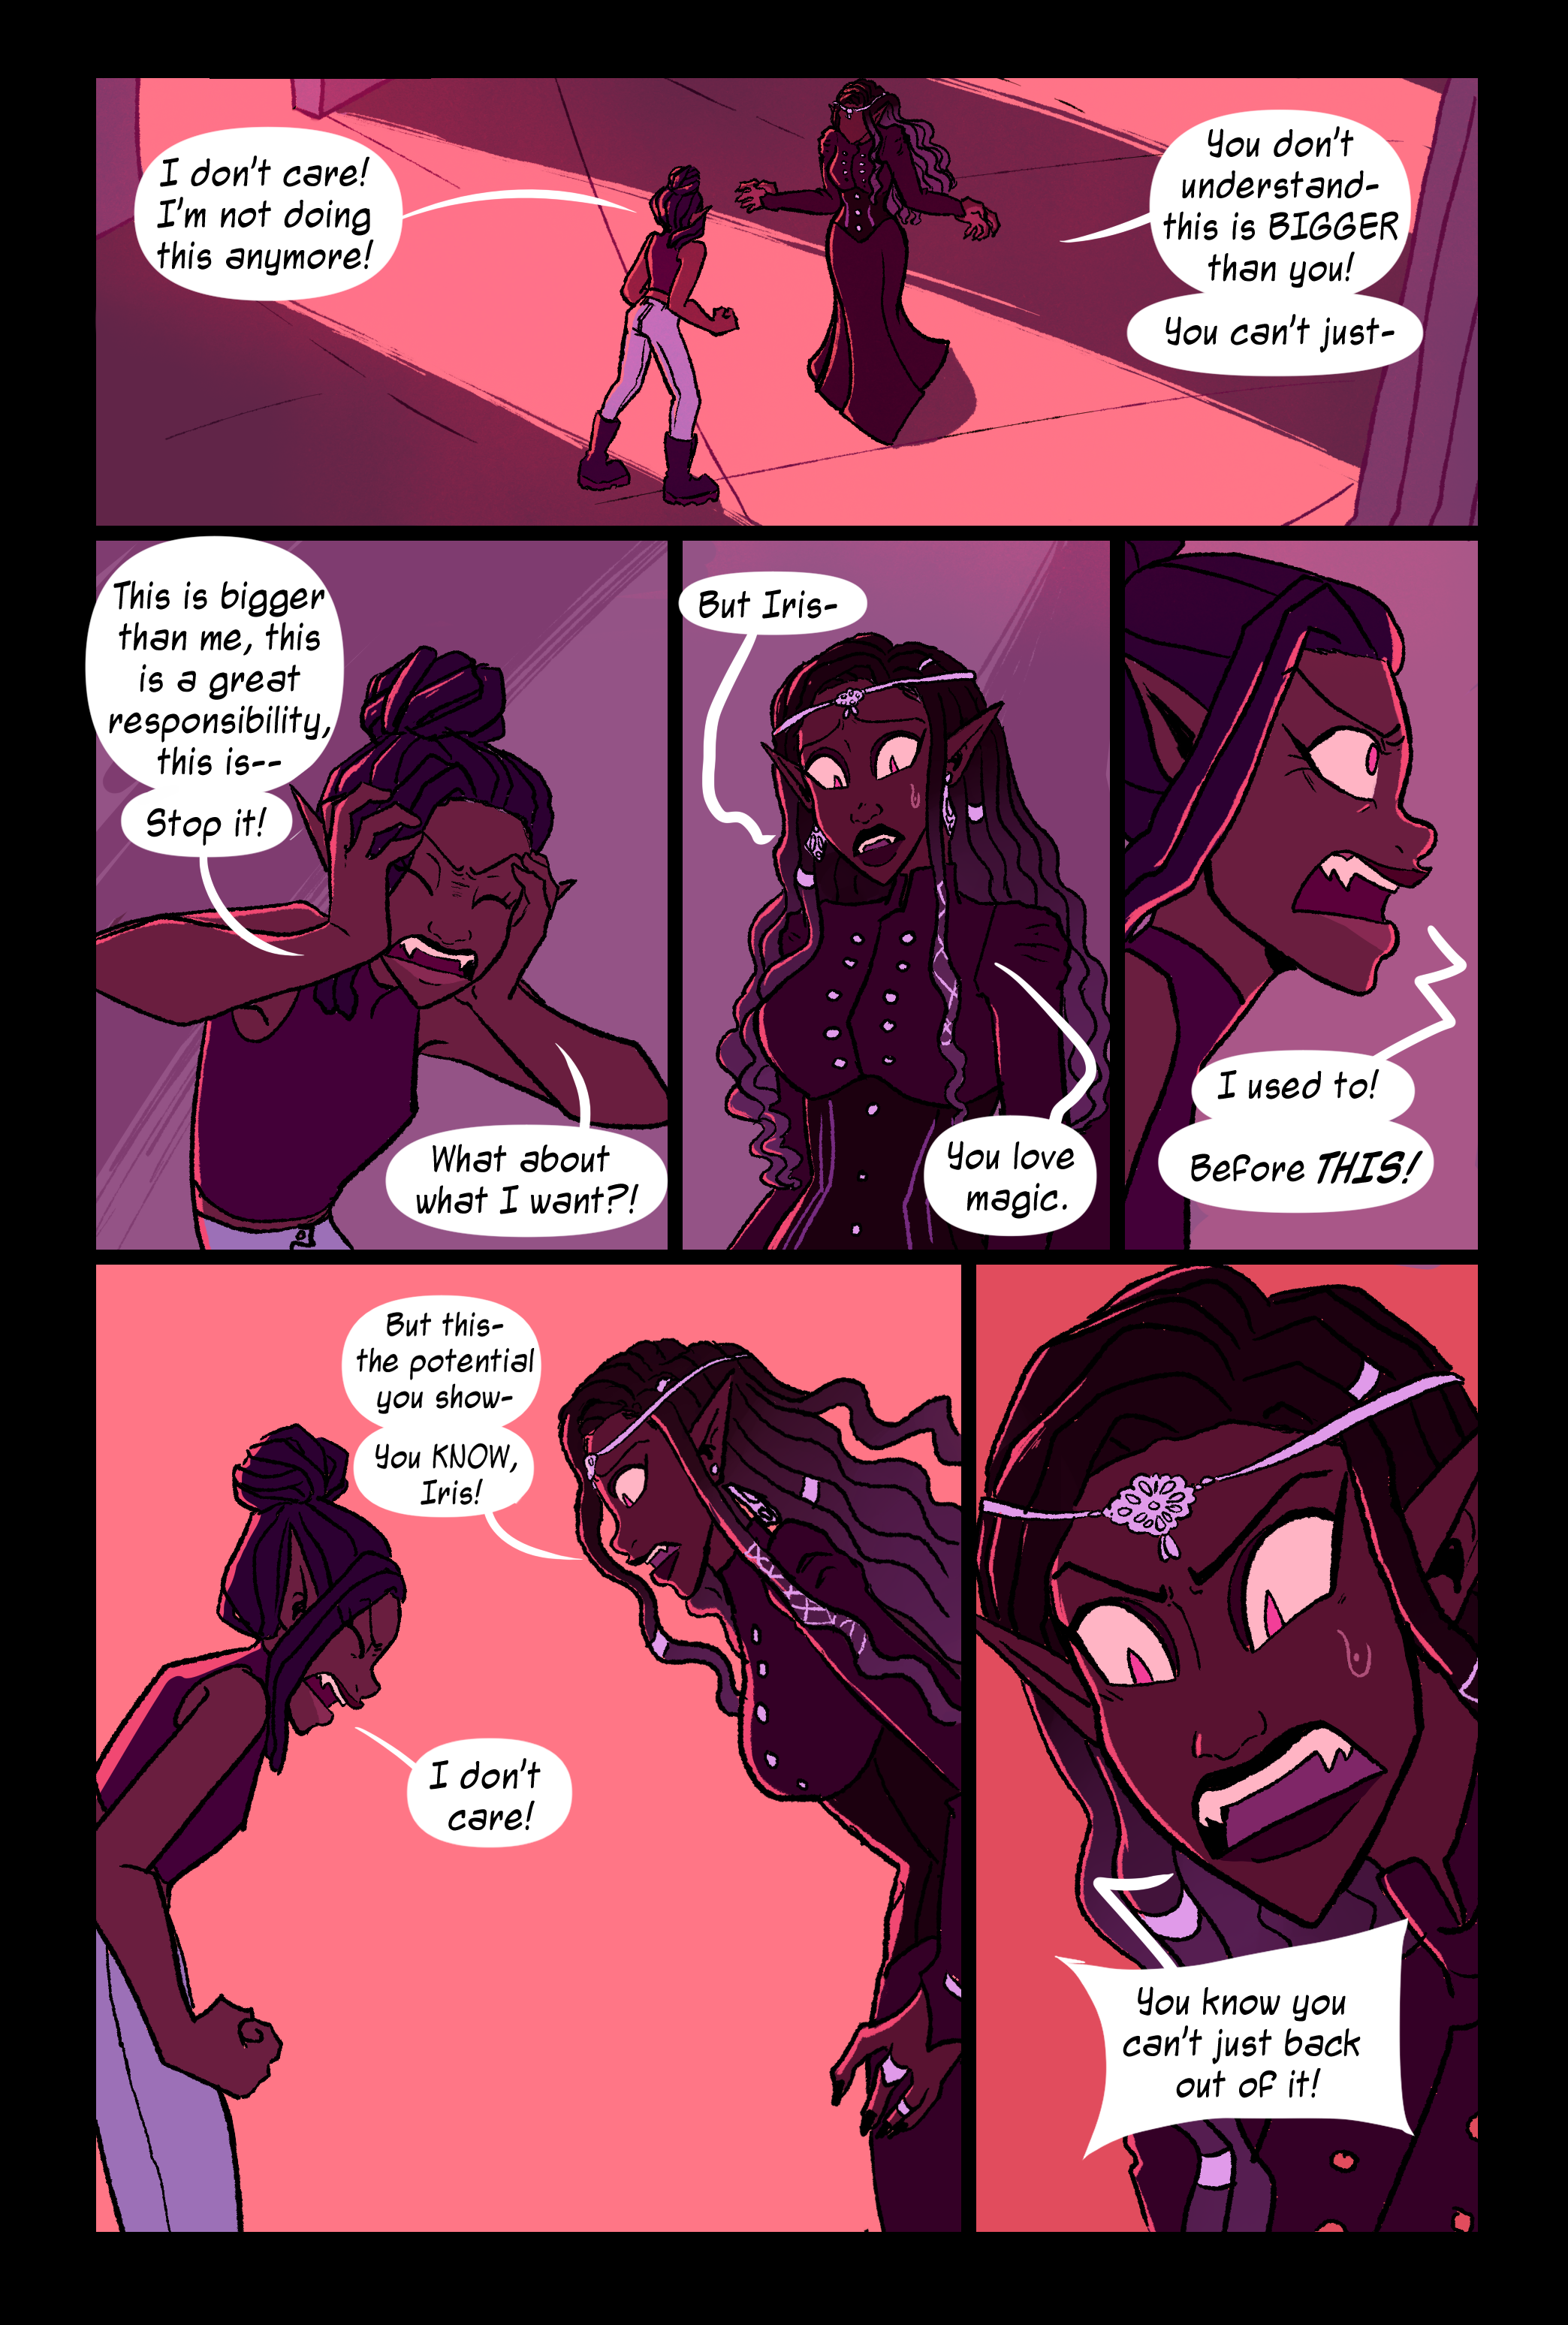 I don't care!
I'm not doing
this anymore!
You don't
understand-
this is BIGGER
than you!
You can't just-
This is bigger
than me, this
is a great
responsibility,
this is--
Stop it!
What about
what I want?!
But Iris-
You love
magic.
I used to!
Before THIS!
But this-
the potential
you show-
You KNOW,
Iris!
I don't
care!
You know you
can't just back
out of it!